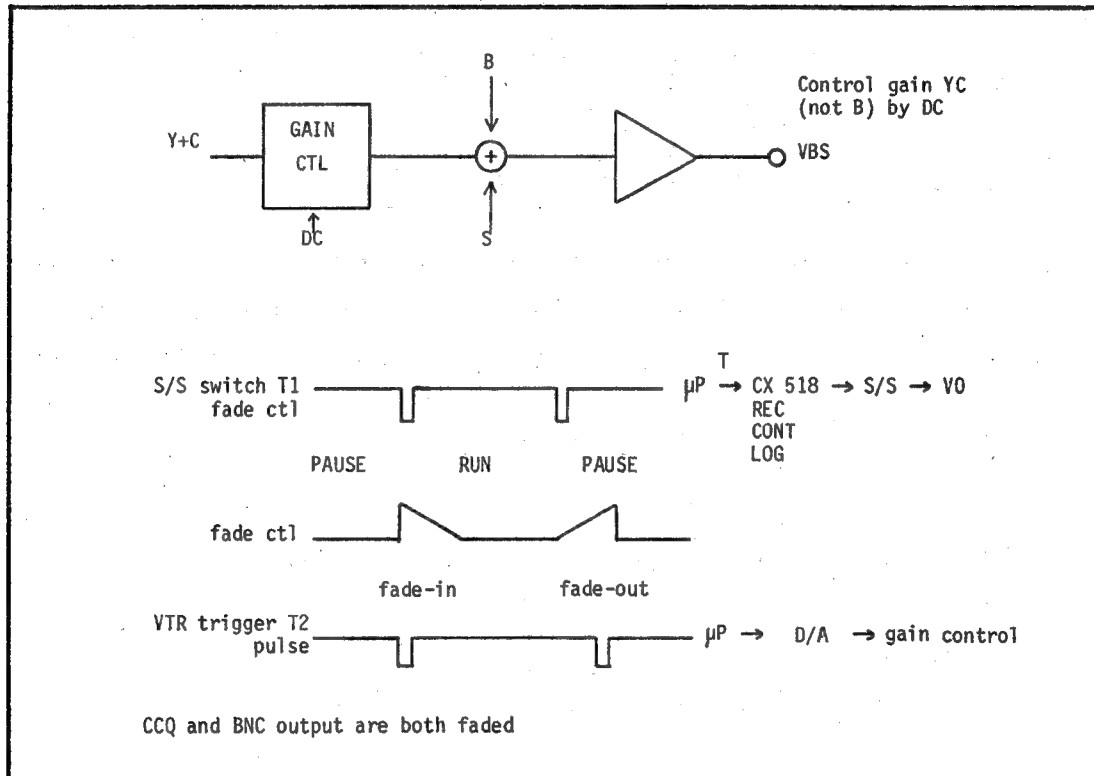 B
Control gain YC
(not B) by DC
Y+C
GAIN
CTL
+
VBS
DC
S
S/S switch T1
fade ctl
T
µP → CX 518 → S/S → VO
REC
CONT
LOG
PAUSE RUN PAUSE
fade ctl
fade-in fade-out
VTR trigger T2
pulse
µP → D/A → gain control
CCQ and BNC output are both faded